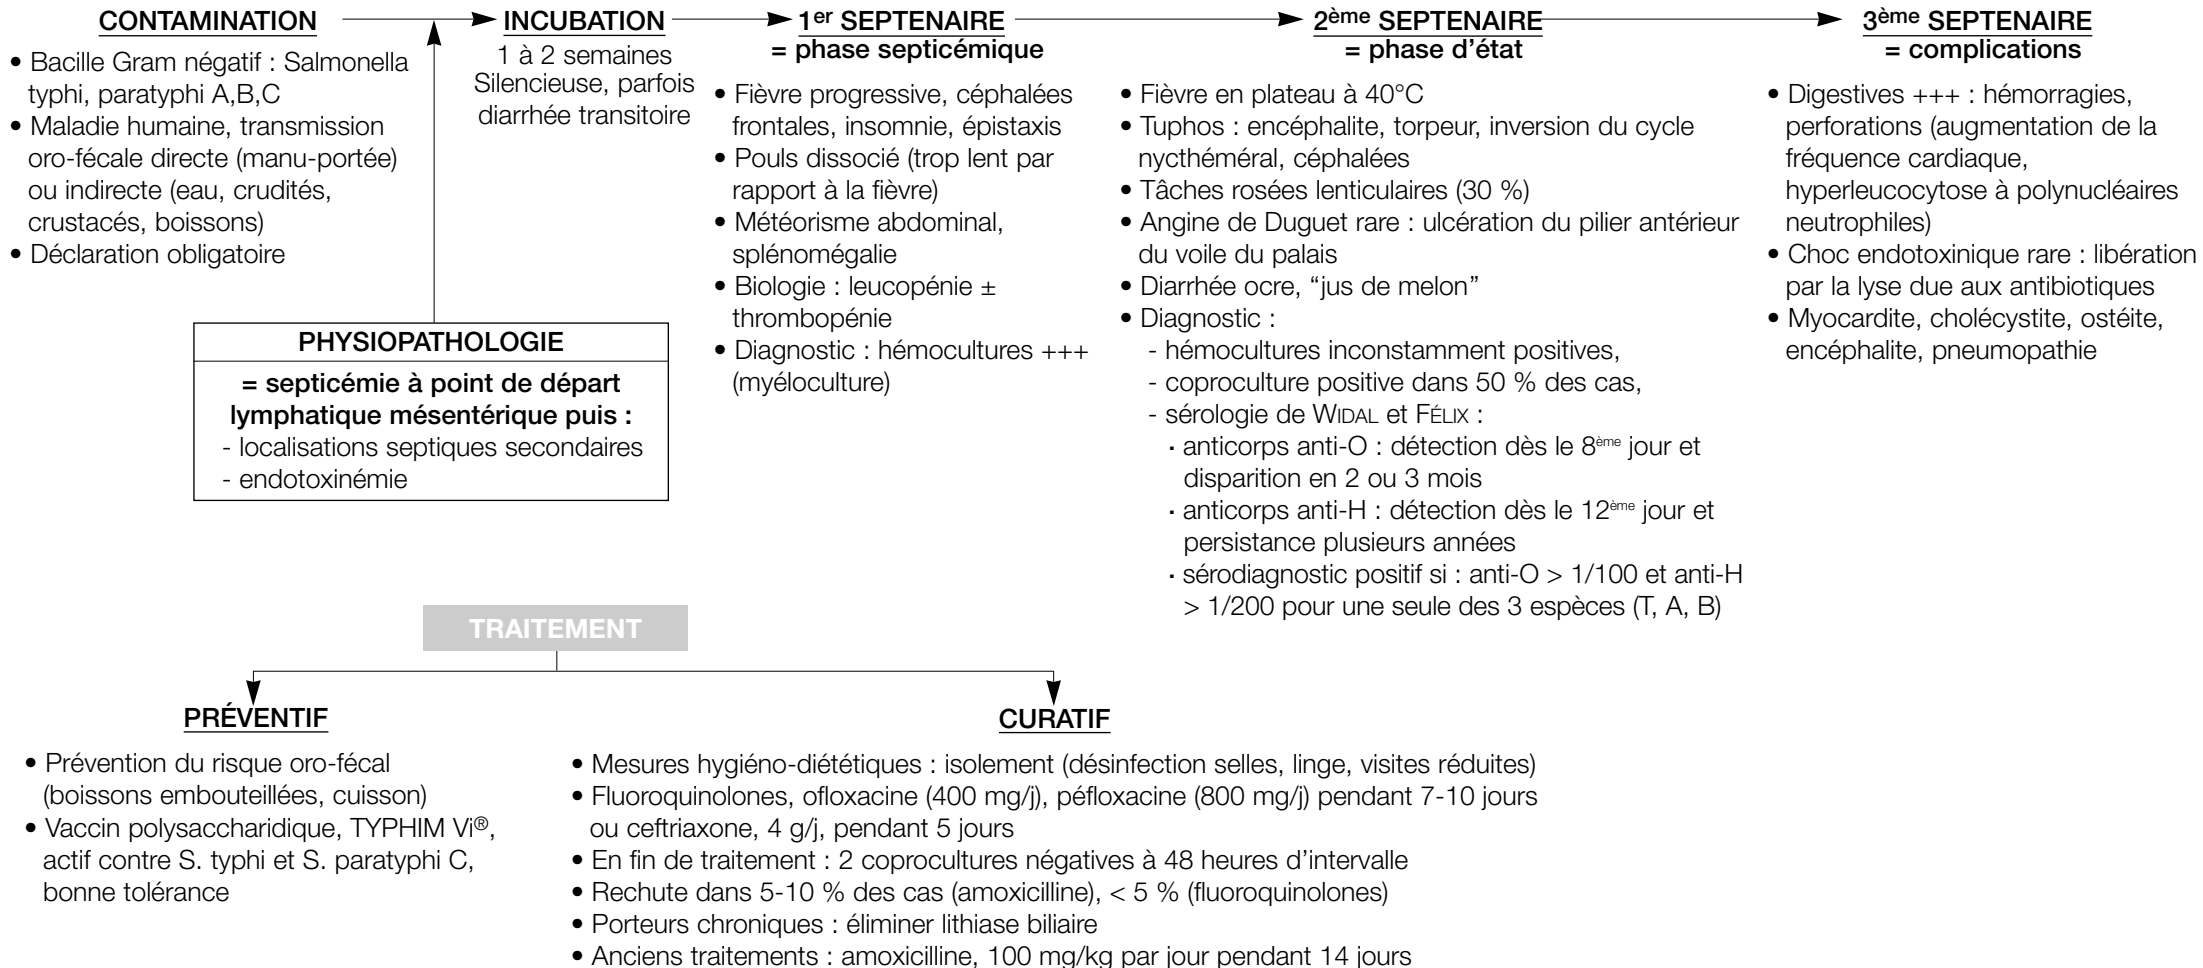 CONTAMINATION
• Bacille Gram négatif : Salmonella
typhi, paratyphi A,B,C
• Maladie humaine, transmission
oro-fécale directe (manu-portée)
ou indirecte (eau, crudités,
crustacés, boissons)
• Déclaration obligatoire
PHYSIOPATHOLOGIE
= septicémie à point de départ
lymphatique mésentérique puis :
- localisations septiques secondaires
- endotoxinémie
INCUBATION
1 à 2 semaines
Silencieuse, parfois
diarrhée transitoire
1er SEPTENAIRE
= phase septicémique
• Fièvre progressive, céphalées
frontales, insomnie, épistaxis
• Pouls dissocié (trop lent par
rapport à la fièvre)
• Météorisme abdominal,
splénomégalie
• Biologie : leucopénie ±
thrombopénie
• Diagnostic : hémocultures +++
(myéloculture)
2ème SEPTENAIRE
= phase d’état
• Fièvre en plateau à 40°C
• Tuphos : encéphalite, torpeur, inversion du cycle
nycthéméral, céphalées
• Tâches rosées lenticulaires (30 %)
• Angine de Duguet rare : ulcération du pilier antérieur
du voile du palais
• Diarrhée ocre, “jus de melon”
• Diagnostic :
- hémocultures inconstamment positives,
- coproculture positive dans 50 % des cas,
- sérologie de WIDAL et FÉLIX :
· anticorps anti-O : détection dès le 8ème jour et
disparition en 2 ou 3 mois
· anticorps anti-H : détection dès le 12ème jour et
persistance plusieurs années
· sérodiagnostic positif si : anti-O > 1/100 et anti-H
> 1/200 pour une seule des 3 espèces (T, A, B)
3ème SEPTENAIRE
= complications
• Digestives +++ : hémorragies,
perforations (augmentation de la
fréquence cardiaque,
hyperleucocytose à polynucléaires
neutrophiles)
• Choc endotoxinique rare : libération
par la lyse due aux antibiotiques
• Myocardite, cholécystite, ostéite,
encéphalite, pneumopathie
TRAITEMENT
PRÉVENTIF
• Prévention du risque oro-fécal
(boissons embouteillées, cuisson)
• Vaccin polysaccharidique, TYPHIM Vi®,
actif contre S. typhi et S. paratyphi C,
bonne tolérance
CURATIF
• Mesures hygiéno-diététiques : isolement (désinfection selles, linge, visites réduites)
• Fluoroquinolones, ofloxacine (400 mg/j), péfloxacine (800 mg/j) pendant 7-10 jours
ou ceftriaxone, 4 g/j, pendant 5 jours
• En fin de traitement : 2 coprocultures négatives à 48 heures d’intervalle
• Rechute dans 5-10 % des cas (amoxicilline), < 5 % (fluoroquinolones)
• Porteurs chroniques : éliminer lithiase biliaire
• Anciens traitements : amoxicilline, 100 mg/kg par jour pendant 14 jours